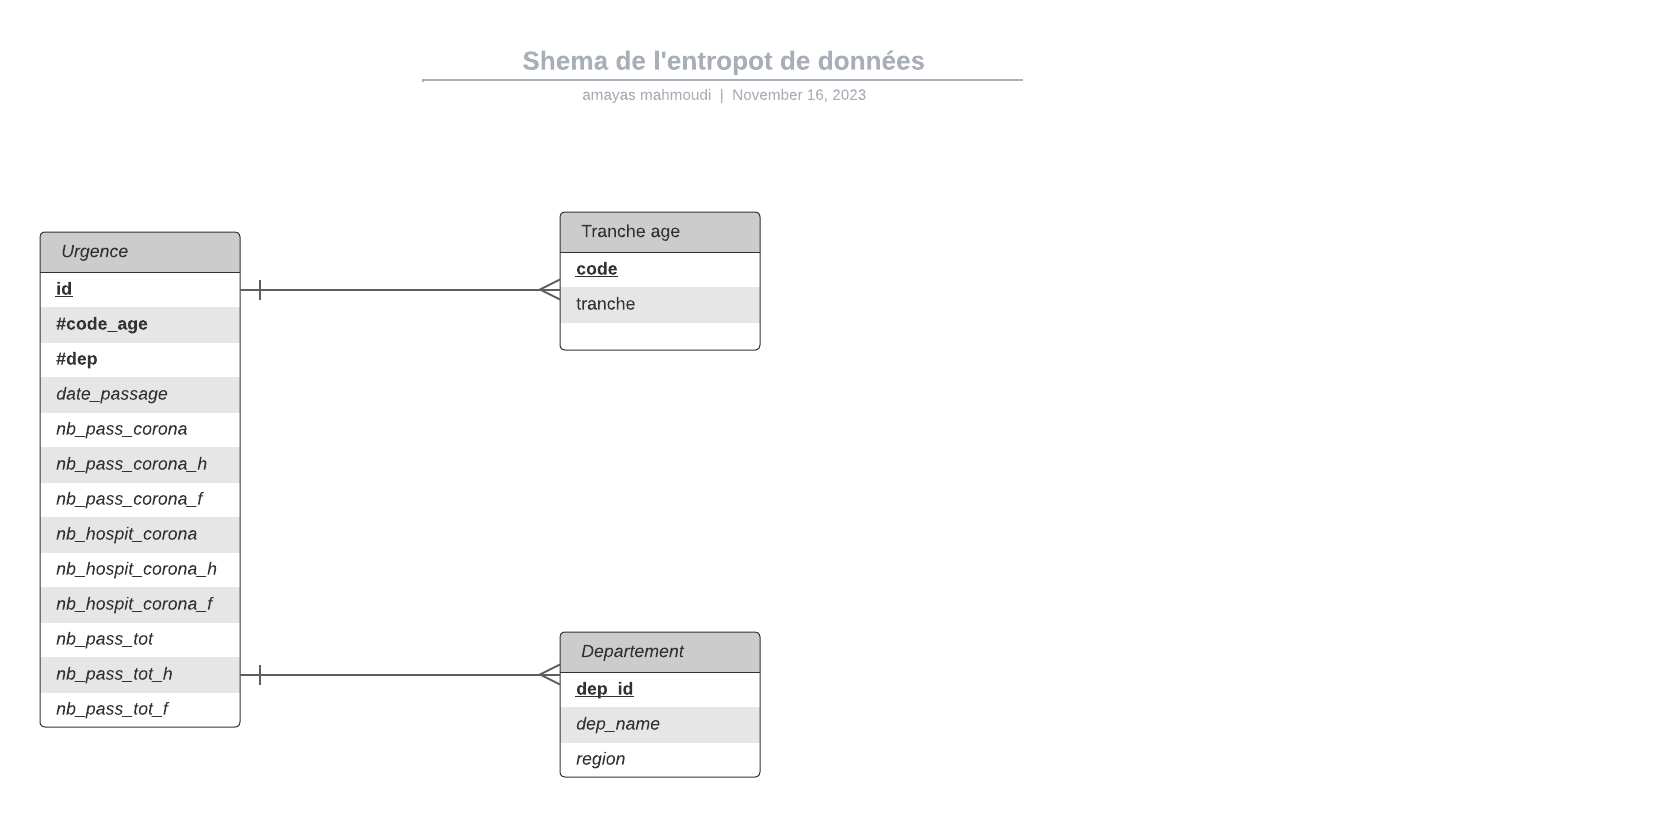 Shema de l'entropot de données
amayas mahmoudi | November 16, 2023
Urgence
id
#code_age
#dep
date_passage
nb_pass_corona
nb_pass_corona_h
nb_pass_corona_f
nb_hospit_corona
nb_hospit_corona_h
nb_hospit_corona_f
nb_pass_tot
nb_pass_tot_h
nb_pass_tot_f
Tranche age
code
tranche
Departement
dep_id
dep_name
region